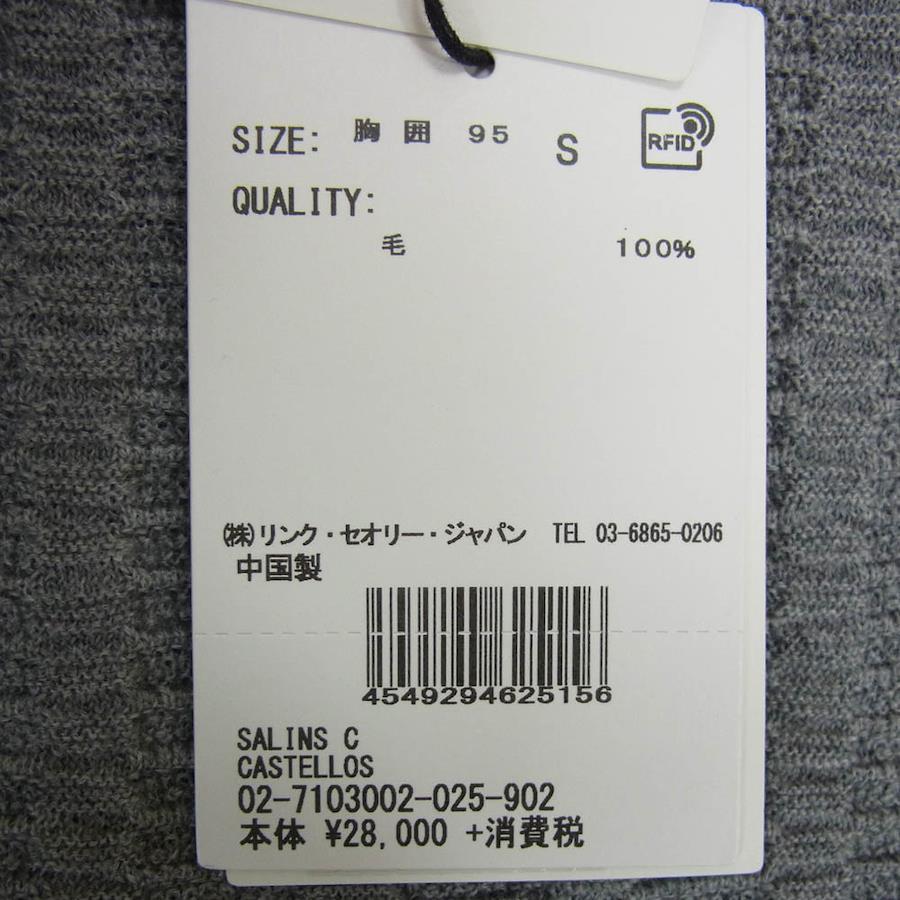 SIZE: 胸 囲 95 S
RFID
QUALITY:
毛 100%
㈱リンク・セオリー・ジャパン TEL 03-6865-0206
中国製
4549294625156
SALINS C
CASTELLOS
02-7103002-025-902
本体 ¥28,000 +消費税